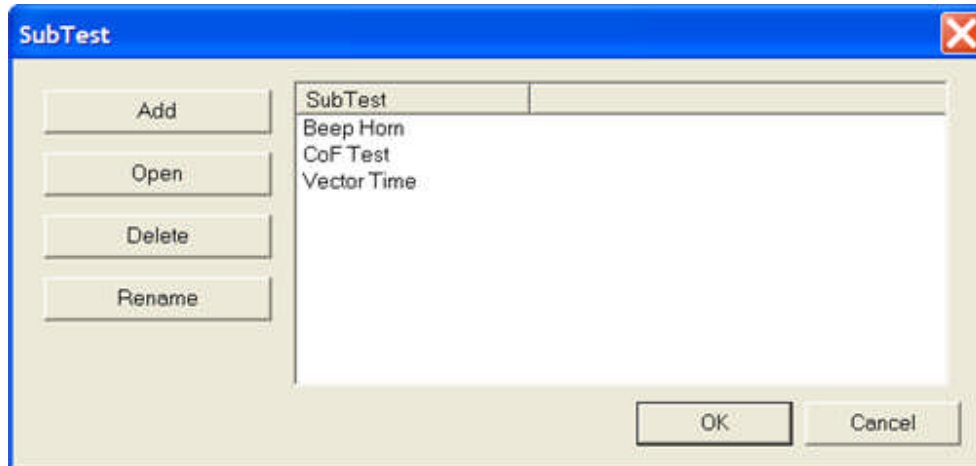 SubTest
Add
Open
Delete
Rename
SubTest
Beep Horn
CoF Test
Vector Time
OK
Cancel